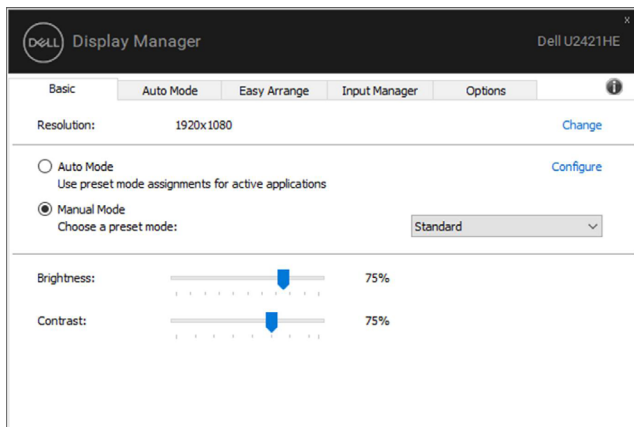 DELL Display Manager Dell U2421HE
x
Basic Auto Mode Easy Arrange Input Manager Options
Resolution: 1920x1080 Change
Auto Mode Configure
Use preset mode assignments for active applications
Manual Mode
Choose a preset mode: Standard
Brightness: 75%
Contrast: 75%